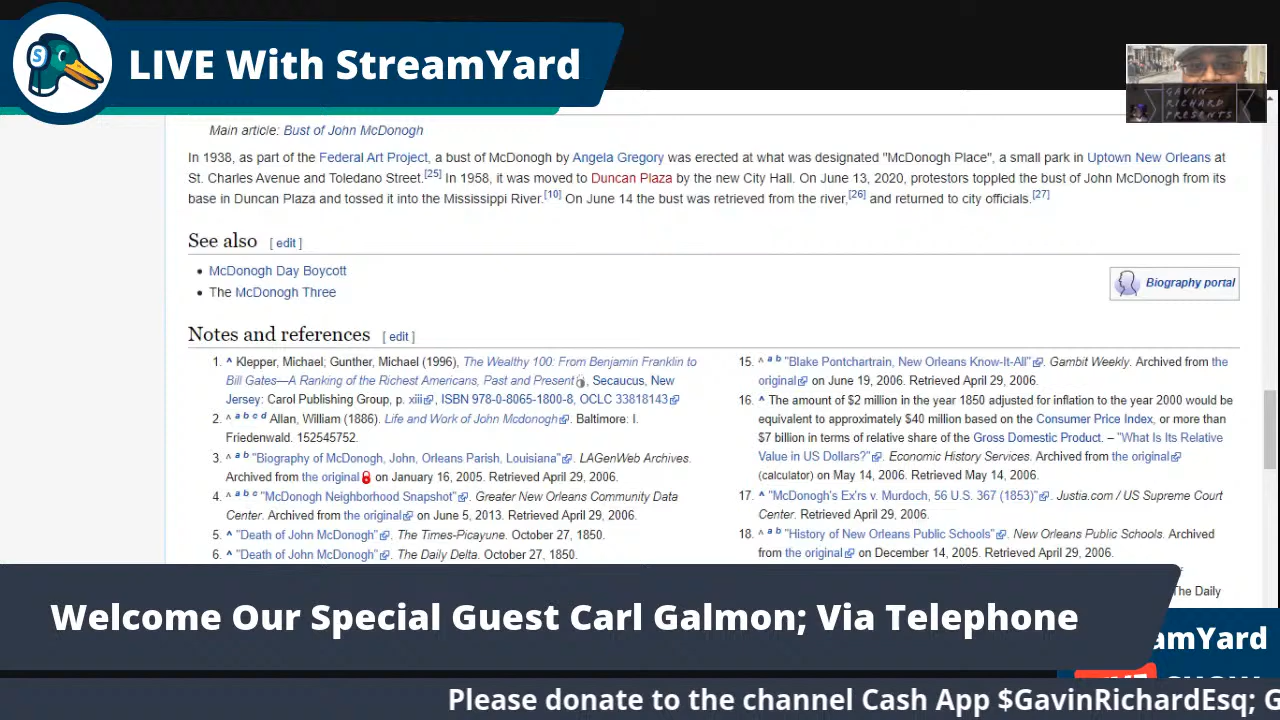 LIVE With StreamYard
S
GAVIN
RICHARD
PRESENTS
Main article: Bust of John McDonogh
In 1938, as part of the Federal Art Project, a bust of McDonogh by Angela Gregory was erected at what was designated "McDonogh Place", a small park in Uptown New Orleans at
St. Charles Avenue and Toledano Street.[25] In 1958, it was moved to Duncan Plaza by the new City Hall. On June 13, 2020, protestors toppled the bust of John McDonogh from its
base in Duncan Plaza and tossed it into the Mississippi River.[10] On June 14 the bust was retrieved from the river,[26] and returned to city officials.[27]
See also [ edit ]
• McDonogh Day Boycott
• The McDonogh Three
Biography portal
Notes and references [ edit ]
1. ^ Klepper, Michael; Gunther, Michael (1996), The Wealthy 100: From Benjamin Franklin to
Bill Gates—A Ranking of the Richest Americans, Past and Present, Secaucus, New
Jersey: Carol Publishing Group, p. xiii, ISBN 978-0-8065-1800-8, OCLC 33818143
2. ^ a b c d Allan, William (1886). Life and Work of John Mcdonogh. Baltimore: I.
Friedenwald. 152545752.
3. ^ a b "Biography of McDonogh, John, Orleans Parish, Louisiana". LAGenWeb Archives.
Archived from the original on January 16, 2005. Retrieved April 29, 2006.
4. ^ a b c "McDonogh Neighborhood Snapshot". Greater New Orleans Community Data
Center. Archived from the original on June 5, 2013. Retrieved April 29, 2006.
5. ^ "Death of John McDonogh". The Times-Picayune. October 27, 1850.
6. ^ "Death of John McDonogh". The Daily Delta. October 27, 1850.
15. ^ a b "Blake Pontchartrain, New Orleans Know-It-All". Gambit Weekly. Archived from the
original on June 19, 2006. Retrieved April 29, 2006.
16. ^ The amount of $2 million in the year 1850 adjusted for inflation to the year 2000 would be
equivalent to approximately $40 million based on the Consumer Price Index, or more than
$7 billion in terms of relative share of the Gross Domestic Product. – "What Is Its Relative
Value in US Dollars?". Economic History Services. Archived from the original
(calculator) on May 14, 2006. Retrieved May 14, 2006.
17. ^ "McDonogh's Ex'rs v. Murdoch, 56 U.S. 367 (1853)". Justia.com / US Supreme Court
Center. Retrieved April 29, 2006.
18. ^ a b "History of New Orleans Public Schools". New Orleans Public Schools. Archived
from the original on December 14, 2005. Retrieved April 29, 2006.
The Daily
Welcome Our Special Guest Carl Galmon; Via Telephone
amYard
Please donate to the channel Cash App $GavinRichardEsq; G